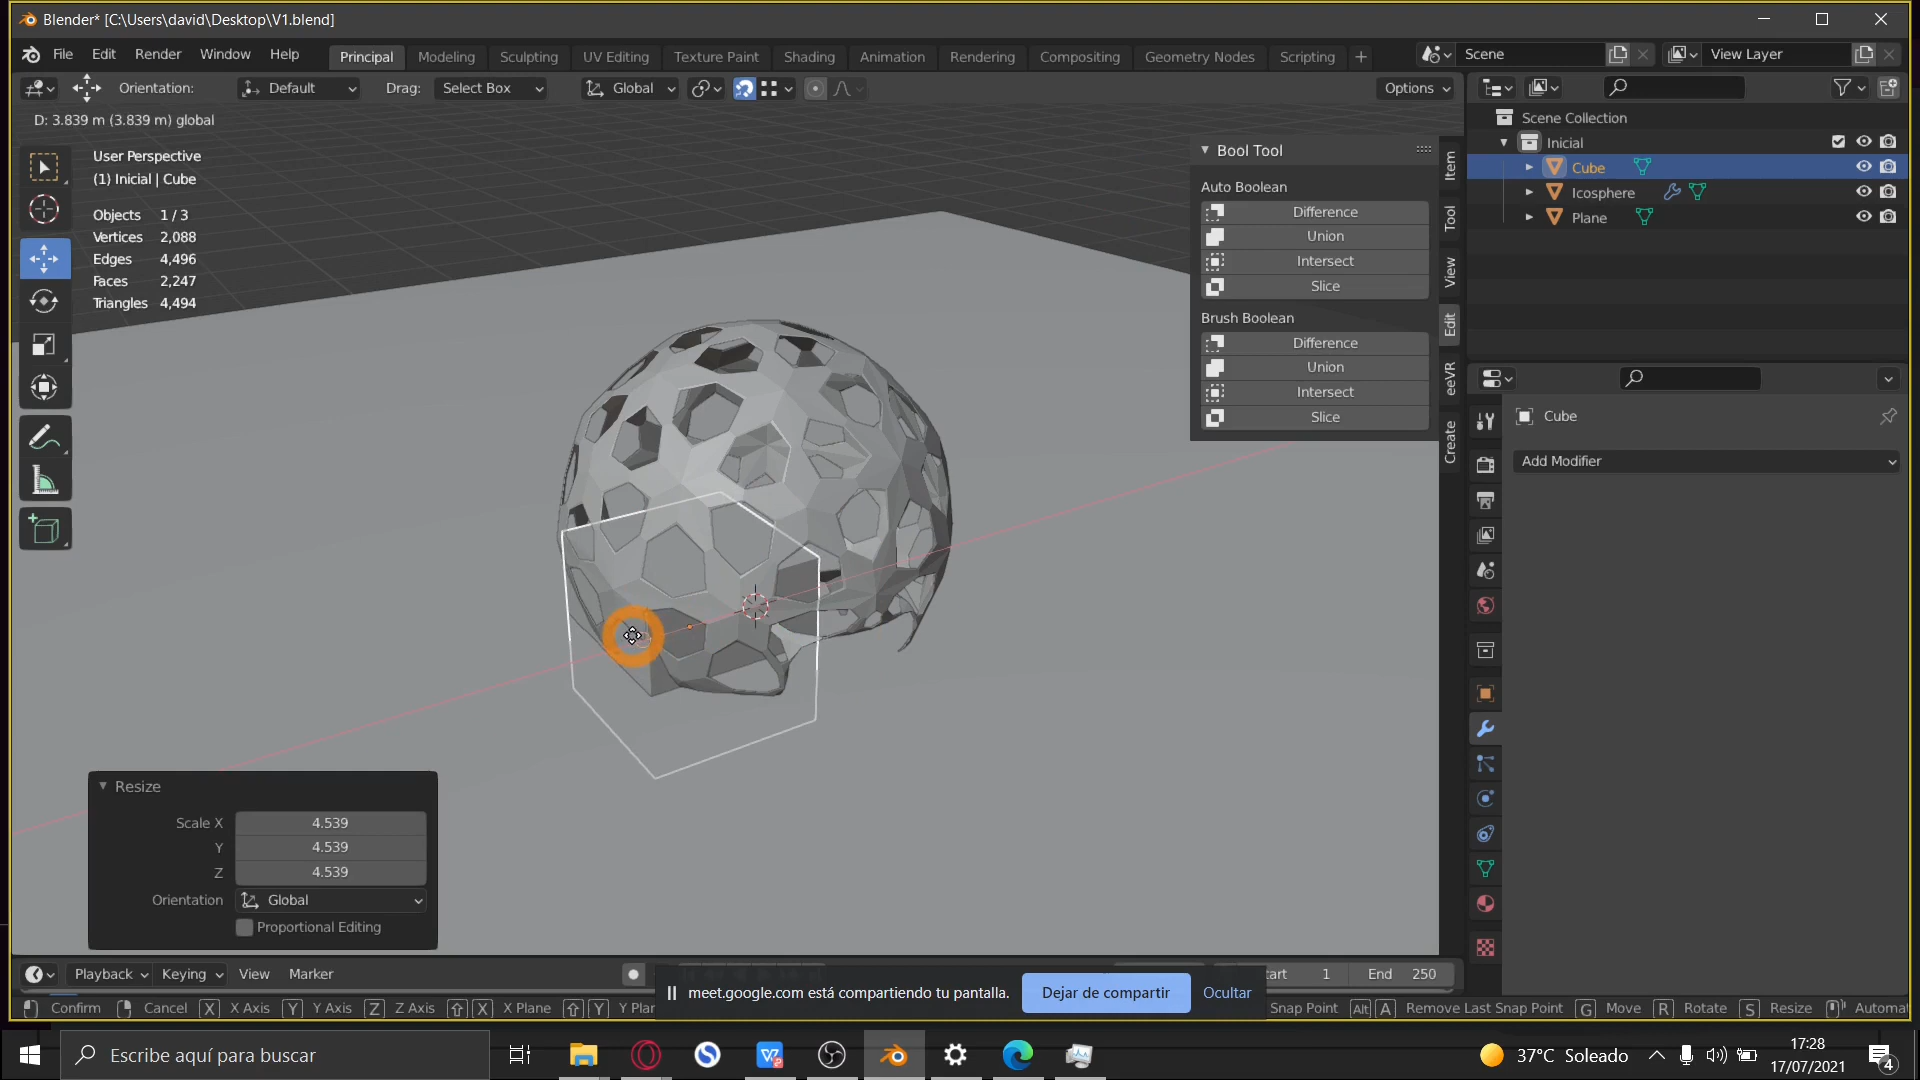 Blender* [C:\Users\david\Desktop\V1.blend]
File Edit Render Window Help Principal Modeling Sculpting UV Editing Texture Paint Shading Animation Rendering Compositing Geometry Nodes Scripting + Scene View Layer
Orientation: Default Drag: Select Box Global Options
D: 3.839 m (3.839 m) global
User Perspective
(1) Inicial | Cube
Objects 1 / 3
Vertices 2,088
Edges 4,496
Faces 2,247
Triangles 4,494
Bool Tool
Auto Boolean
Difference
Union
Intersect
Slice
Brush Boolean
Difference
Union
Intersect
Slice
Item
Tool
View
Edit
eeVR
Create
Scene Collection
Inicial
Cube
Icosphere
Plane
Cube
Add Modifier
Resize
Scale X 4.539
Y 4.539
Z 4.539
Orientation Global
Proportional Editing
Playback Keying View Marker
tart 1 End 250
meet.google.com está compartiendo tu pantalla. Dejar de compartir Ocultar
Confirm Cancel X X Axis Y Y Axis Z Z Axis X X Plane Y Y Plan
Snap Point Alt A Remove Last Snap Point G Move R Rotate S Resize Automa
Escribe aquí para buscar
37°C Soleado
17:28
17/07/2021
4